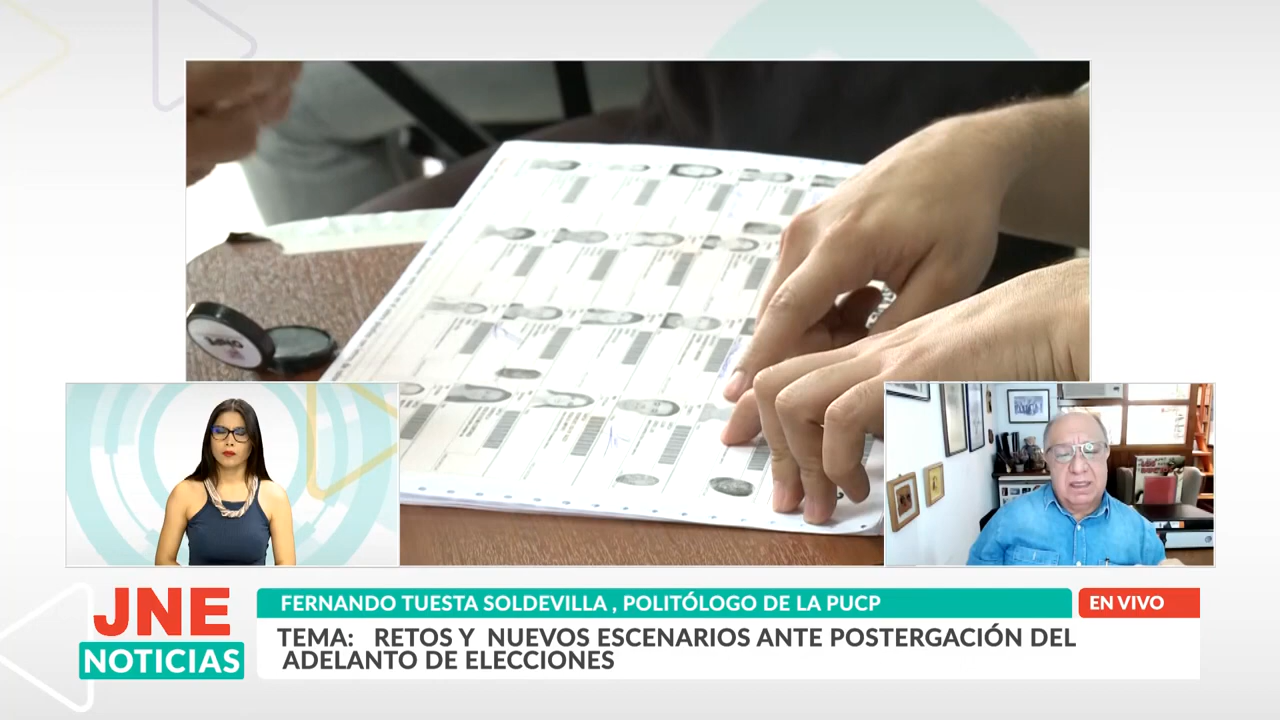 JNE
NOTICIAS
FERNANDO TUESTA SOLDEVILLA , POLITÓLOGO DE LA PUCP
EN VIVO
TEMA: RETOS Y NUEVOS ESCENARIOS ANTE POSTERGACIÓN DEL
ADELANTO DE ELECCIONES